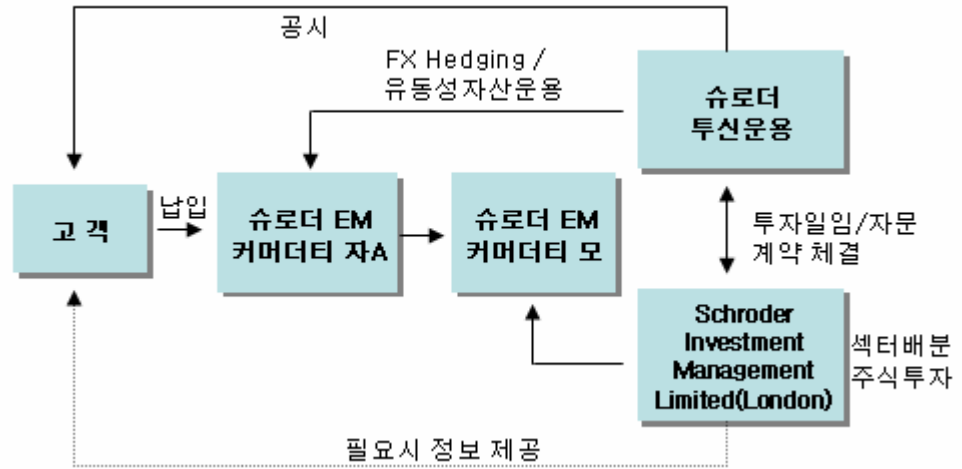 공시
FX Hedging /
유동성자산운용
슈로더
투신운용
고 객
납입
슈로더 EM
커머더티 자A
슈로더 EM
커머더티 모
투자일임/자문
계약 체결
Schroder
Investment
Management
Limited(London)
섹터배분
주식투자
필요시 정보 제공